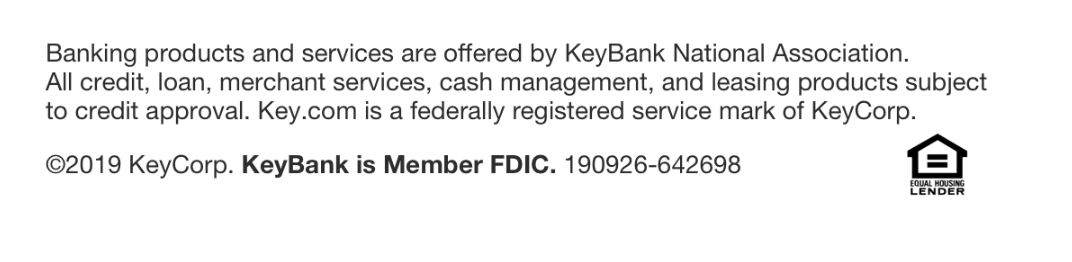 Banking products and services are offered by KeyBank National Association.
All credit, loan, merchant services, cash management, and leasing products subject
to credit approval. Key.com is a federally registered service mark of KeyCorp.
©2019 KeyCorp. KeyBank is Member FDIC. 190926-642698
EQUAL HOUSING
LENDER